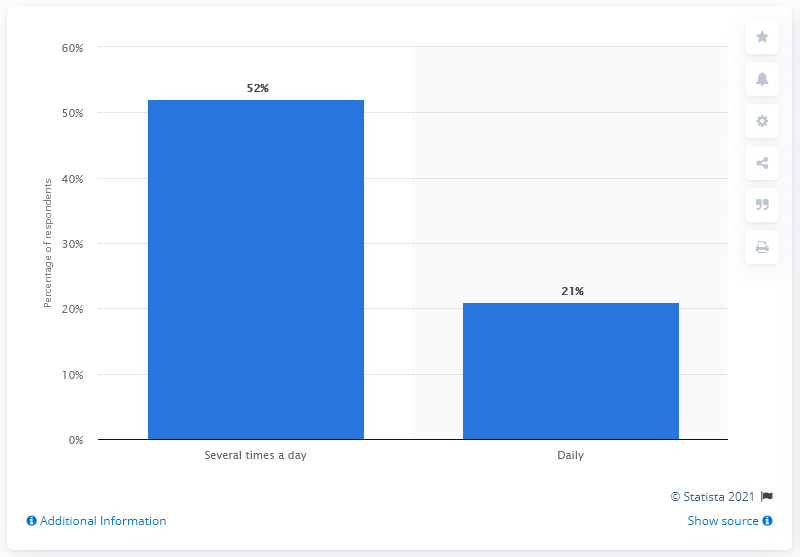 60%
52%
50%
40%
30%
21%
20%
10%
0%
Percentage of respondents
Several times a day
Daily
© Statista 2021
Additional Information
Show source